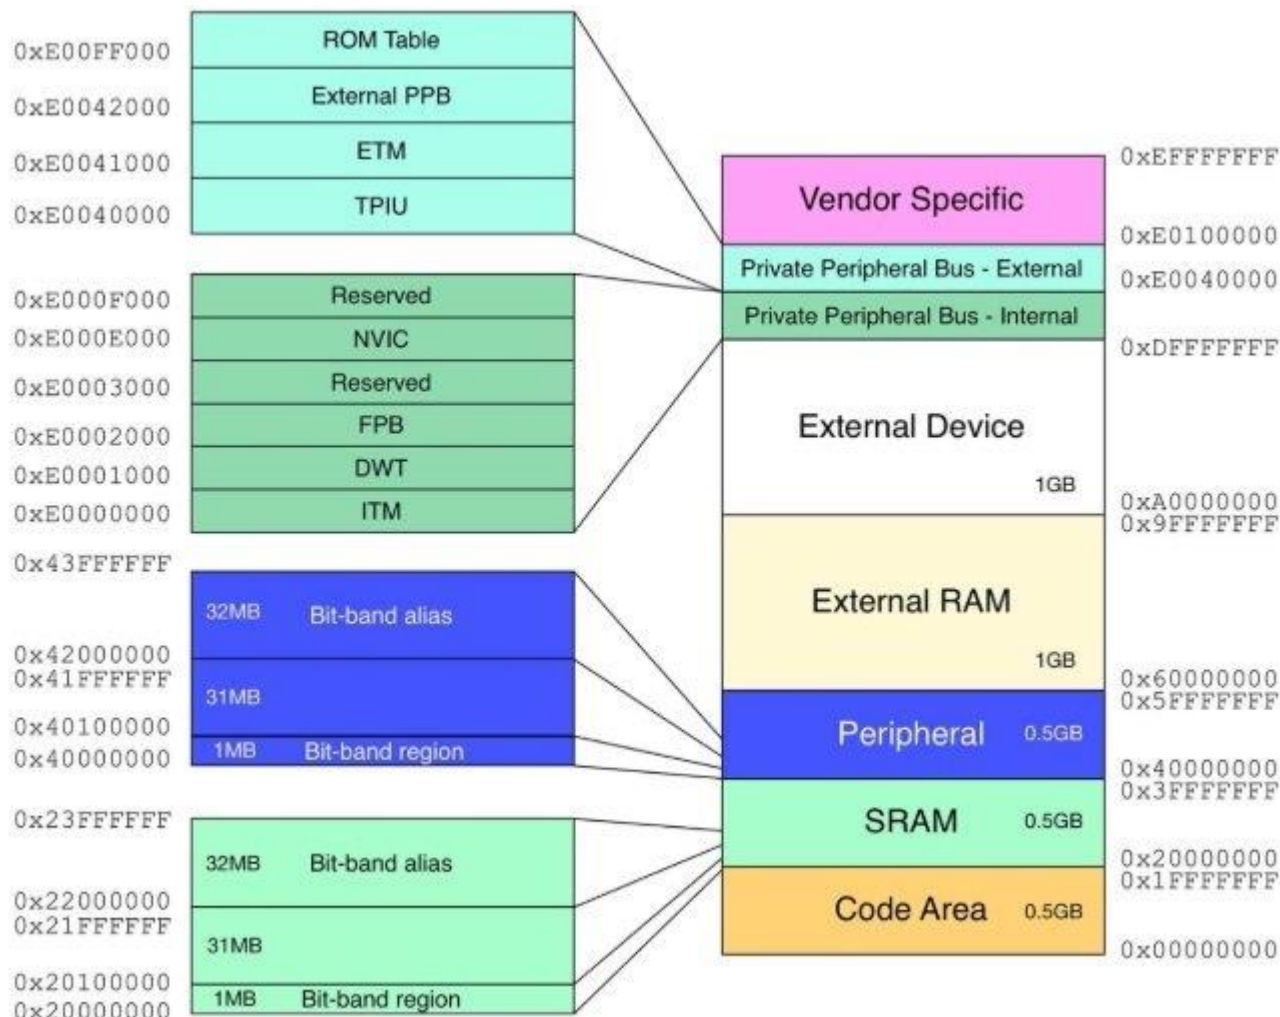 ROM Table
0xE00FF000
External PPB
0xE0042000
ETM
0xE0041000
TPIU
0xE0040000
Reserved
0xE000F000
NVIC
0xE000E000
Reserved
0xE0003000
FPB
0xE0002000
DWT
0xE0001000
ITM
0xE0000000
0x43FFFFFF
32MB Bit-band alias
0x42000000
0x41FFFFFF
31MB
0x40100000
1MB Bit-band region
0x40000000
0x23FFFFFF
32MB Bit-band alias
0x22000000
0x21FFFFFF
31MB
0x20100000
1MB Bit-band region
0x20000000
0xEFFFFFFF
Vendor Specific
0xE0100000
Private Peripheral Bus - External
0xE0040000
Private Peripheral Bus - Internal
0xDFFFFFFF
External Device
1GB
0xA0000000
0x9FFFFFFF
External RAM
1GB
0x60000000
0x5FFFFFFF
Peripheral 0.5GB
0x40000000
0x3FFFFFFF
SRAM 0.5GB
0x20000000
0x1FFFFFFF
Code Area 0.5GB
0x00000000